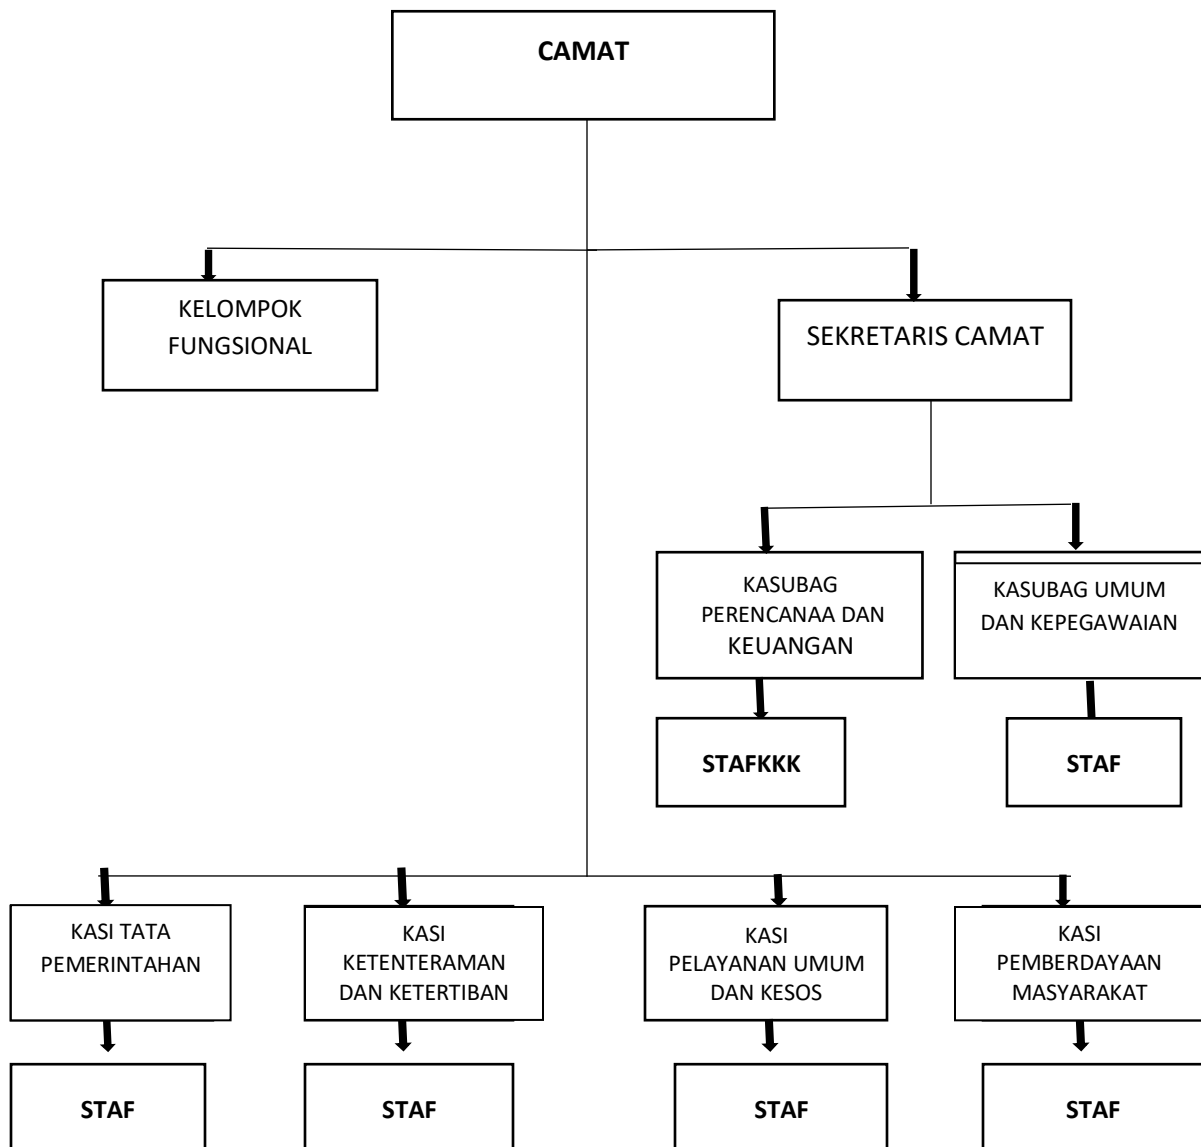 CAMAT
KELOMPOK
FUNGSIONAL
SEKRETARIS CAMAT
KASUBAG
PERENCANAA DAN
KEUANGAN
KASUBAG UMUM
DAN KEPEGAWAIAN
STAFKKK
STAF
KASI TATA
PEMERINTAHAN
KASI
KETENTERAMAN
DAN KETERTIBAN
KASI
PELAYANAN UMUM
DAN KESOS
KASI
PEMBERDAYAAN
MASYARAKAT
STAF
STAF
STAF
STAF